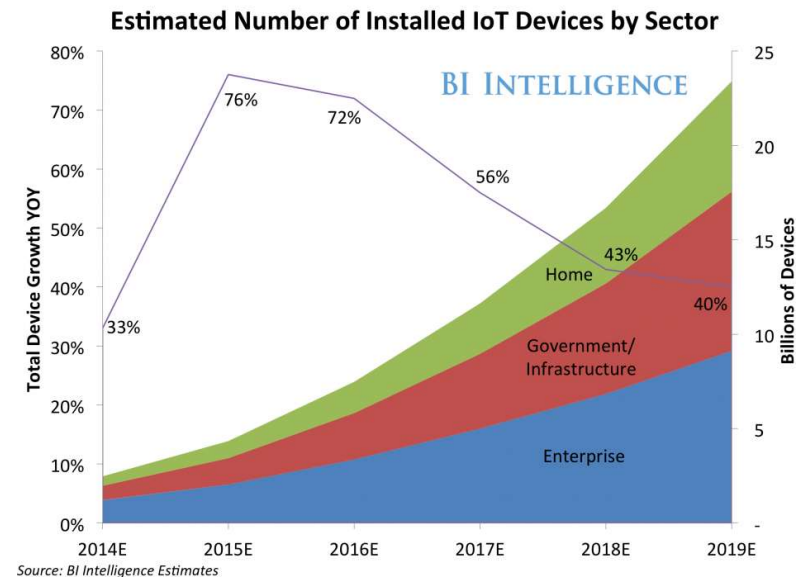 Estimated Number of Installed IoT Devices by Sector
BI INTELLIGENCE
Total Device Growth YOY
80%
70%
60%
50%
40%
30%
20%
10%
0%
33%
76%
72%
56%
43%
40%
Home
Government/
Infrastructure
Enterprise
25
20
15
10
5
-
Billions of Devices
2014E
2015E
2016E
2017E
2018E
2019E
Source: BI Intelligence Estimates